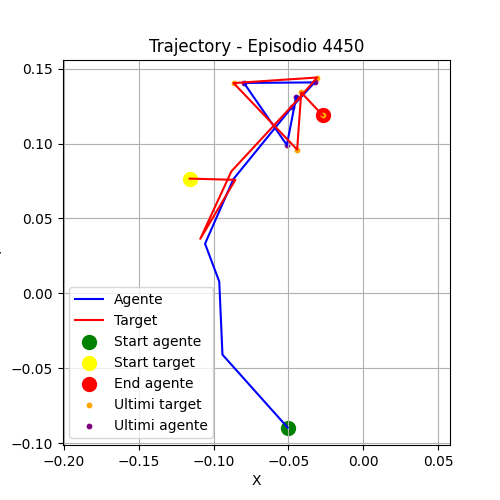 Trajectory - Episodio 4450
0.15
0.10
0.05
0.00
−0.05
−0.10
Agente
Target
Start agente
Start target
End agente
Ultimi target
Ultimi agente
−0.20 −0.15 −0.10 −0.05 0.00 0.05
X